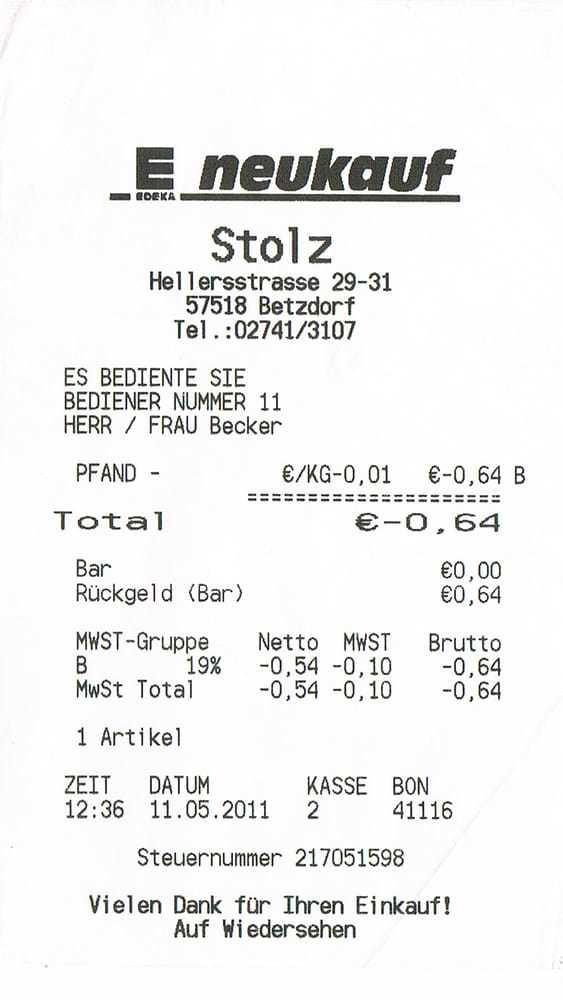 E neukauf
EDEKA
Stolz
Hellersstrasse 29-31
57518 Betzdorf
Tel.:02741/3107
ES BEDIENTE SIE
BEDIENER NUMMER 11
HERR / FRAU Becker
PFAND - €/KG-0,01 €-0,64 B
=====================
Total €-0,64
Bar €0,00
Rückgeld (Bar) €0,64
MWST-Gruppe Netto MWST Brutto
B 19% -0,54 -0,10 -0,64
MwSt Total -0,54 -0,10 -0,64
1 Artikel
ZEIT DATUM KASSE BON
12:36 11.05.2011 2 41116
Steuernummer 217051598
Vielen Dank für Ihren Einkauf!
Auf Wiedersehen